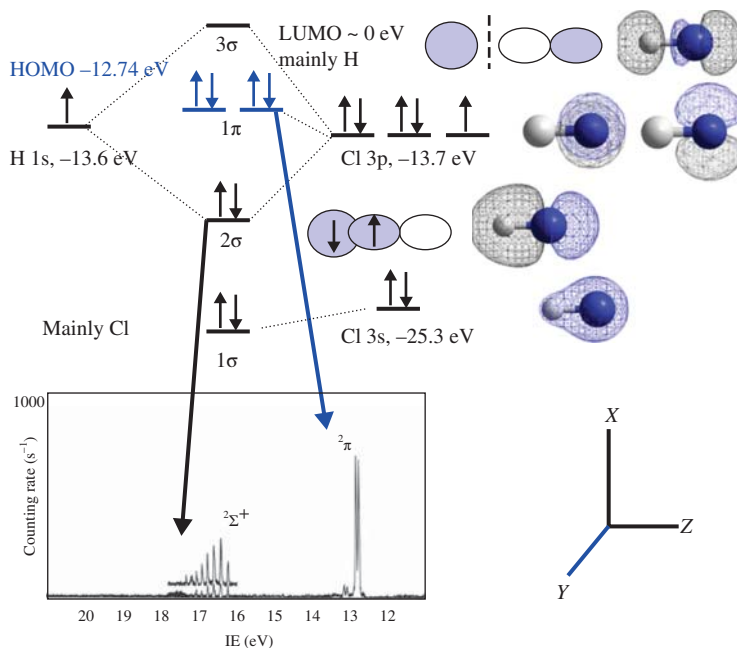 3σ
LUMO ~ 0 eV
mainly H
HOMO –12.74 eV
1π
H 1s, –13.6 eV
Cl 3p, –13.7 eV
2σ
Mainly Cl
Cl 3s, –25.3 eV
1σ
1000
Counting rate (s⁻¹)
²π
²Σ⁺
20 19 18 17 16 15 14 13 12
IE (eV)
X
Z
Y